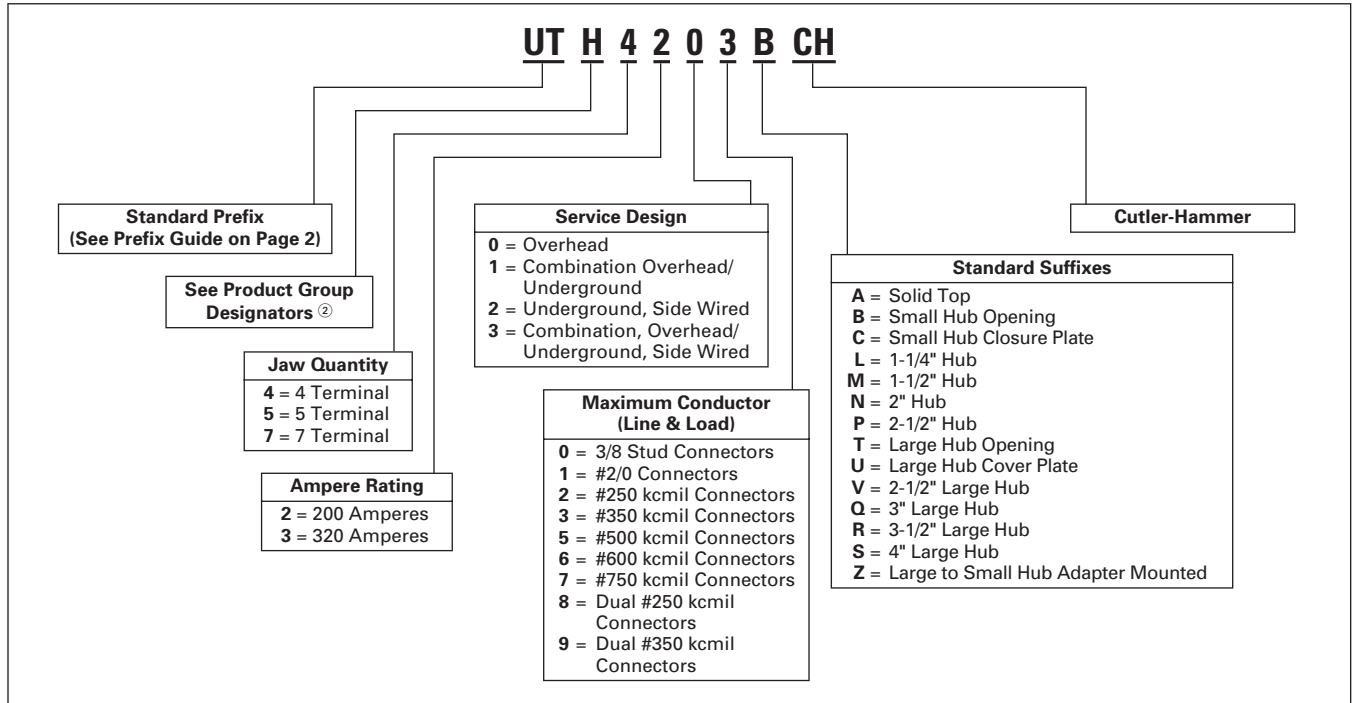 UT H 4 2 0 3 B CH
Standard Prefix
(See Prefix Guide on Page 2)
See Product Group
Designators ②
Jaw Quantity
4 = 4 Terminal
5 = 5 Terminal
7 = 7 Terminal
Ampere Rating
2 = 200 Amperes
3 = 320 Amperes
Service Design
0 = Overhead
1 = Combination Overhead/
Underground
2 = Underground, Side Wired
3 = Combination, Overhead/
Underground, Side Wired
Maximum Conductor
(Line & Load)
0 = 3/8 Stud Connectors
1 = #2/0 Connectors
2 = #250 kcmil Connectors
3 = #350 kcmil Connectors
5 = #500 kcmil Connectors
6 = #600 kcmil Connectors
7 = #750 kcmil Connectors
8 = Dual #250 kcmil
Connectors
9 = Dual #350 kcmil
Connectors
Cutler-Hammer
Standard Suffixes
A = Solid Top
B = Small Hub Opening
C = Small Hub Closure Plate
L = 1-1/4" Hub
M = 1-1/2" Hub
N = 2" Hub
P = 2-1/2" Hub
T = Large Hub Opening
U = Large Hub Cover Plate
V = 2-1/2" Large Hub
Q = 3" Large Hub
R = 3-1/2" Large Hub
S = 4" Large Hub
Z = Large to Small Hub Adapter Mounted